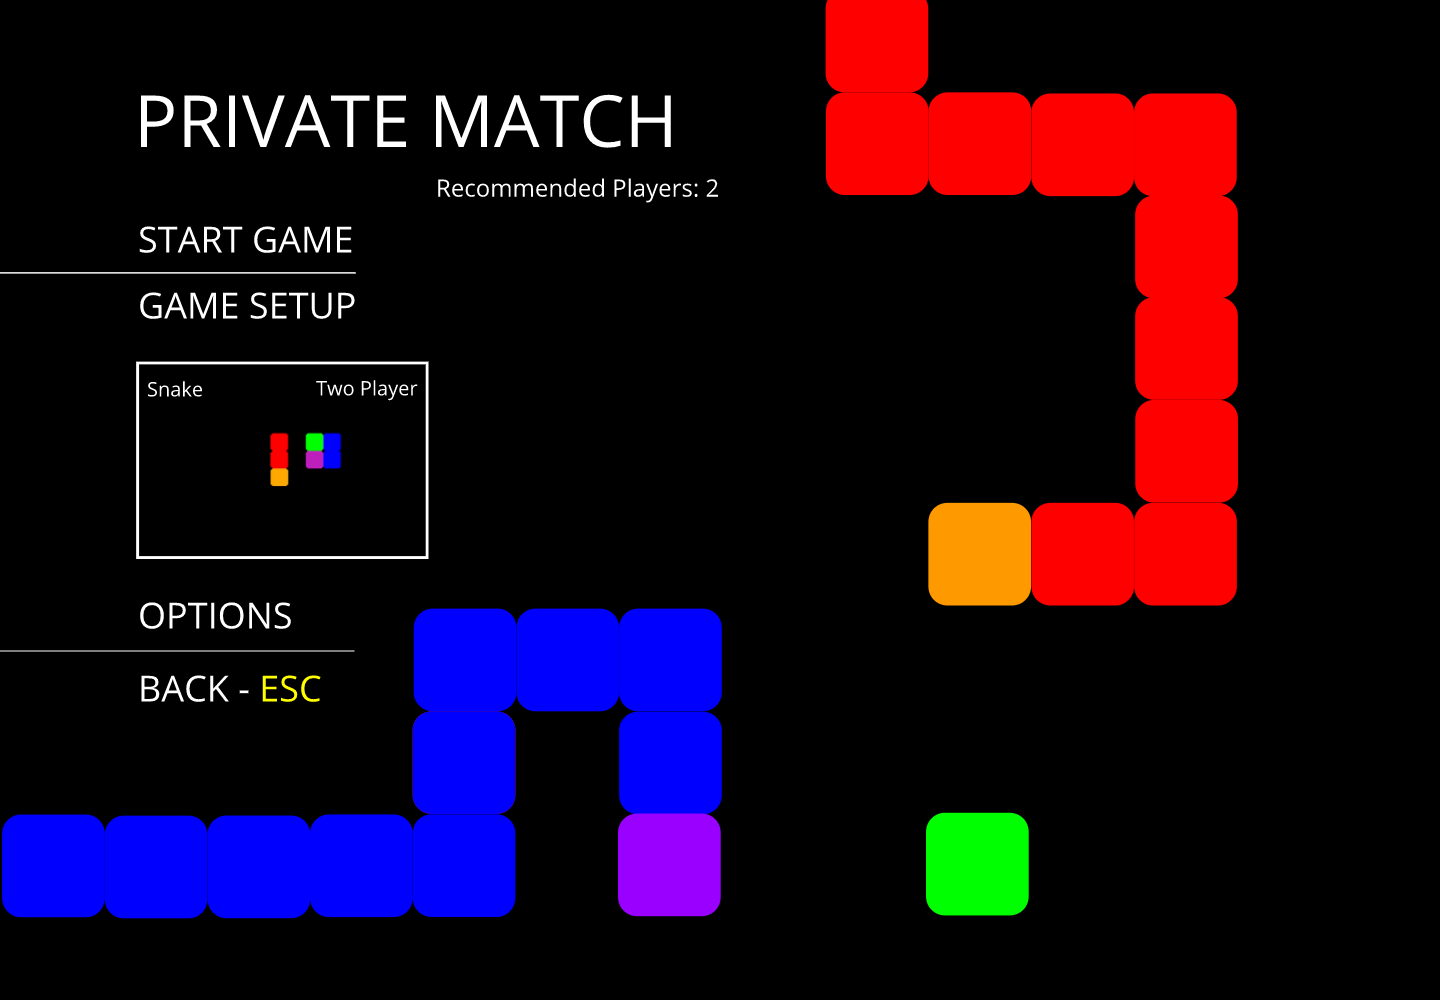 PRIVATE MATCH
Recommended Players: 2
START GAME
GAME SETUP
Snake
Two Player
OPTIONS
BACK - ESC